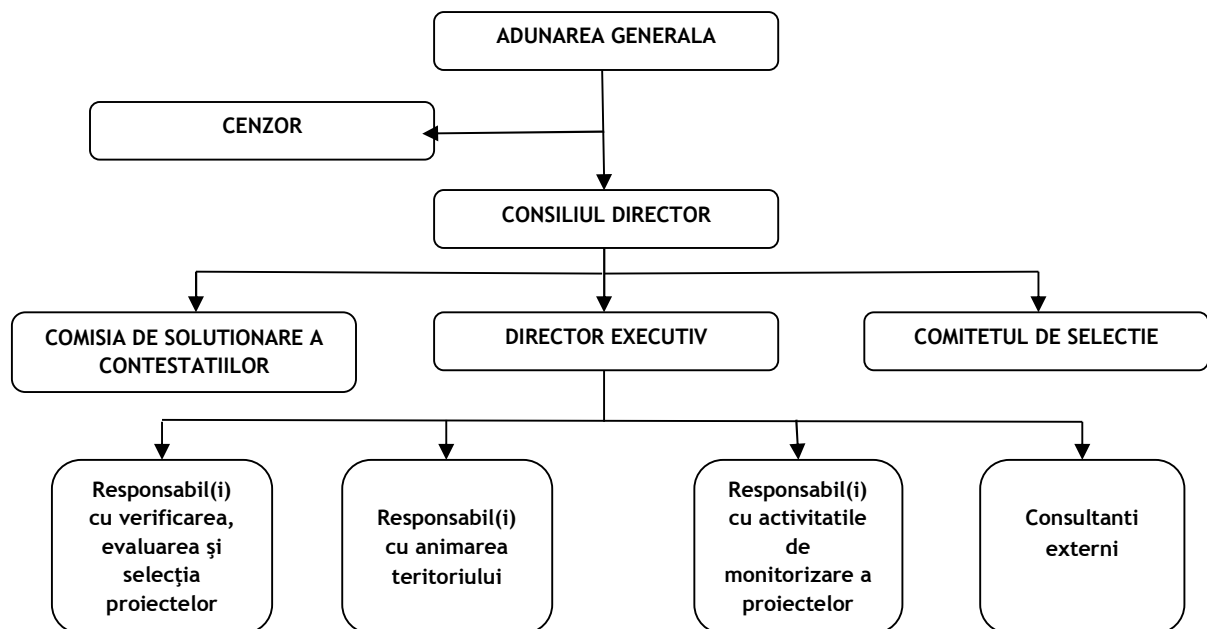 ADUNAREA GENERALA
CENZOR
CONSILIUL DIRECTOR
COMISIA DE SOLUTIONARE A
CONTESTATIILOR
DIRECTOR EXECUTIV
COMITETUL DE SELECTIE
Responsabil(i)
cu verificarea,
evaluarea şi
selecţia
proiectelor
Responsabil(i)
cu animarea
teritoriului
Responsabil(i)
cu activitatile
de
monitorizare a
proiectelor
Consultanti
externi